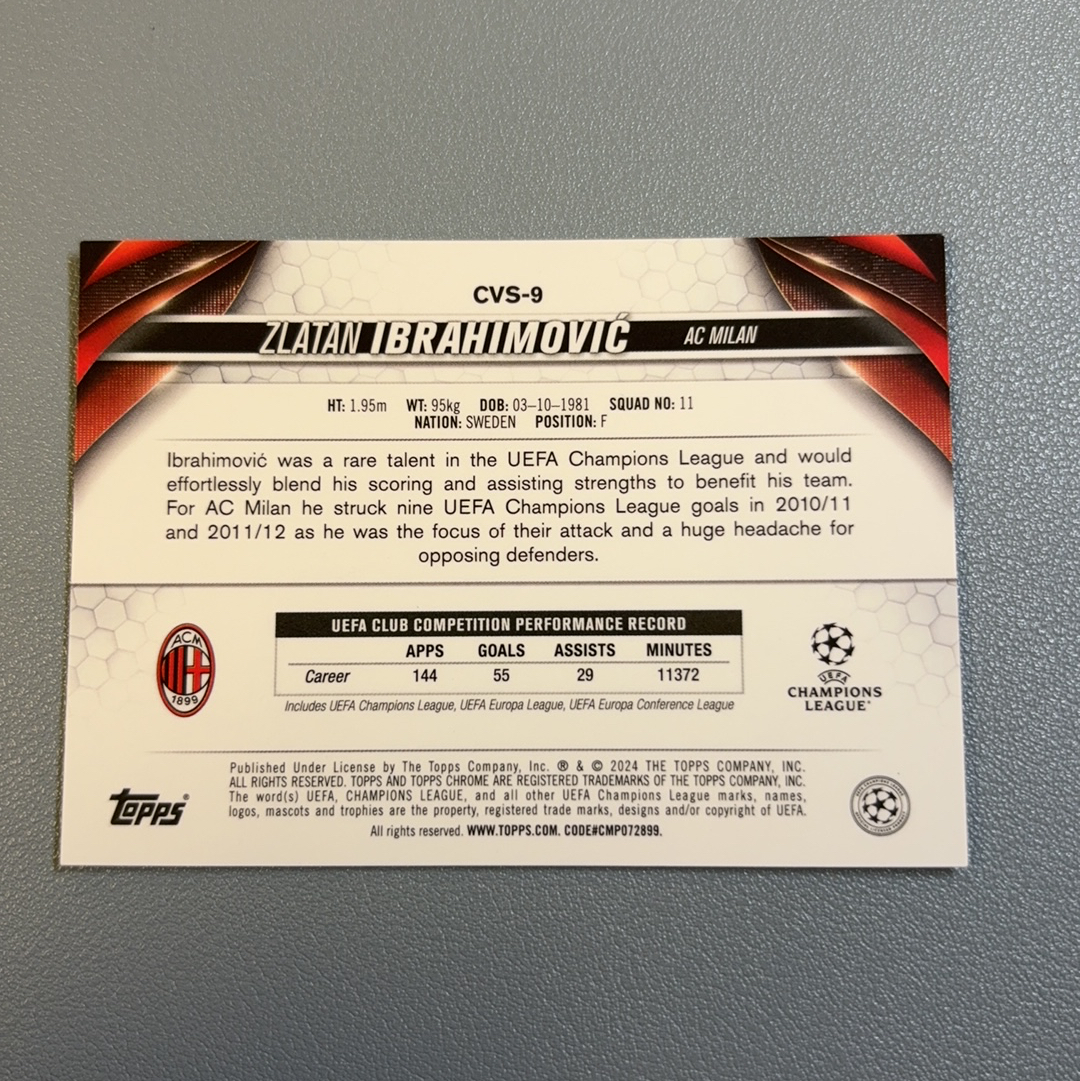 CVS-9
ZLATAN IBRAHIMOVIĆ AC MILAN
HT: 1.95m WT: 95kg DOB: 03–10–1981 SQUAD NO: 11
NATION: SWEDEN POSITION: F
Ibrahimović was a rare talent in the UEFA Champions League and would
effortlessly blend his scoring and assisting strengths to benefit his team.
For AC Milan he struck nine UEFA Champions League goals in 2010/11
and 2011/12 as he was the focus of their attack and a huge headache for
opposing defenders.
UEFA CLUB COMPETITION PERFORMANCE RECORD
APPS GOALS ASSISTS MINUTES
Career 144 55 29 11372
Includes UEFA Champions League, UEFA Europa League, UEFA Europa Conference League
ACM
1899
UEFA
CHAMPIONS
LEAGUE®
Published Under License by The Topps Company, Inc. ® & © 2024 THE TOPPS COMPANY, INC.
ALL RIGHTS RESERVED. TOPPS AND TOPPS CHROME ARE REGISTERED TRADEMARKS OF THE TOPPS COMPANY, INC.
The word(s) UEFA, CHAMPIONS LEAGUE, and all other UEFA Champions League marks, names,
logos, mascots and trophies are the property, registered trade marks, designs and/or copyright of UEFA.
All rights reserved. WWW.TOPPS.COM. CODE#CMP072899.
topps®